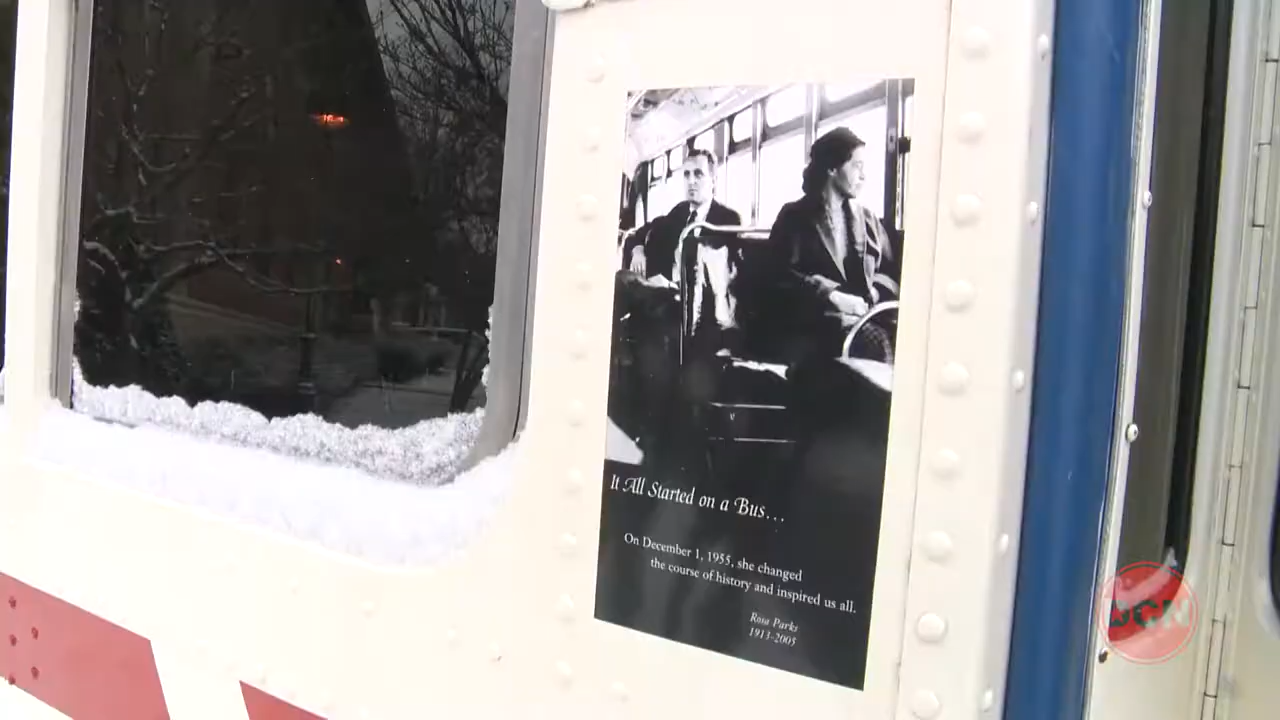 It All Started on a Bus...
On December 1, 1955, she changed
the course of history and inspired us all.
Rosa Parks
1913-2005
DCN